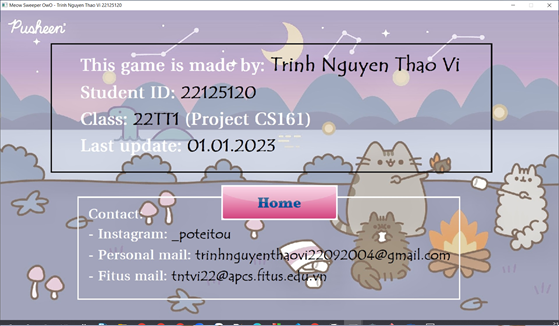 Meow Sweeper OwO - Trinh Nguyen Thao Vi 22125120
Pusheen
This game is made by: Trinh Nguyen Thao Vi
Student ID: 22125120
Class: 22TT1 (Project CS161)
Last update: 01.01.2023
Home
Contact:
- Instagram: _poteitou
- Personal mail: trinhnguyenthaovi22092004@gmail.com
- Fitus mail: tntvi22@apcs.fitus.edu.vn